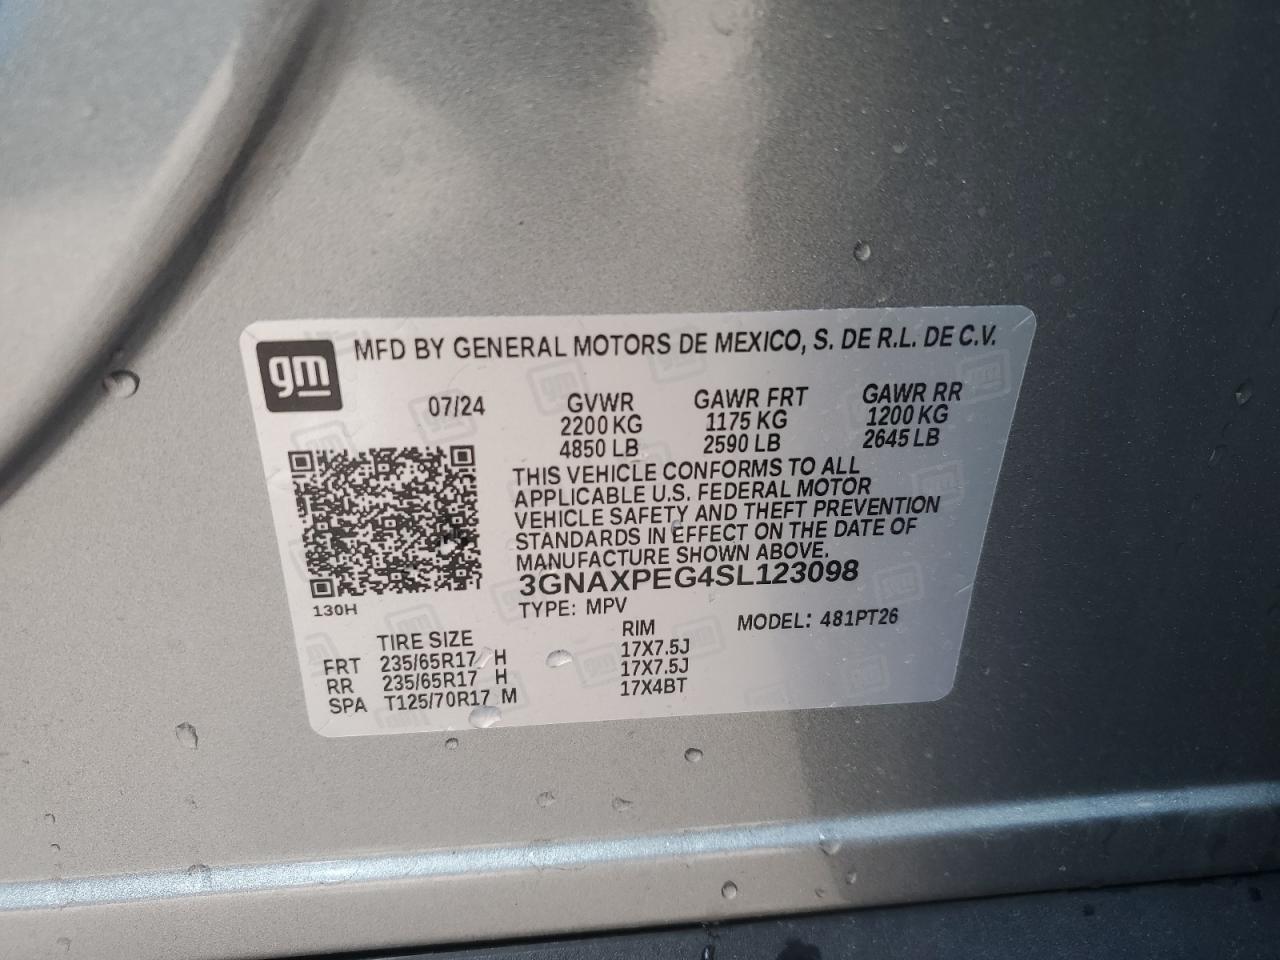 gm
MFD BY GENERAL MOTORS DE MEXICO, S. DE R.L. DE C.V.
07/24 GVWR GAWR FRT GAWR RR
2200 KG 1175 KG 1200 KG
4850 LB 2590 LB 2645 LB
THIS VEHICLE CONFORMS TO ALL
APPLICABLE U.S. FEDERAL MOTOR
VEHICLE SAFETY AND THEFT PREVENTION
STANDARDS IN EFFECT ON THE DATE OF
MANUFACTURE SHOWN ABOVE.
3GNAXPEG4SL123098
130H
TYPE: MPV MODEL: 481PT26
TIRE SIZE RIM
FRT 235/65R17 H 17X7.5J
RR 235/65R17 H 17X7.5J
SPA T125/70R17 M 17X4BT